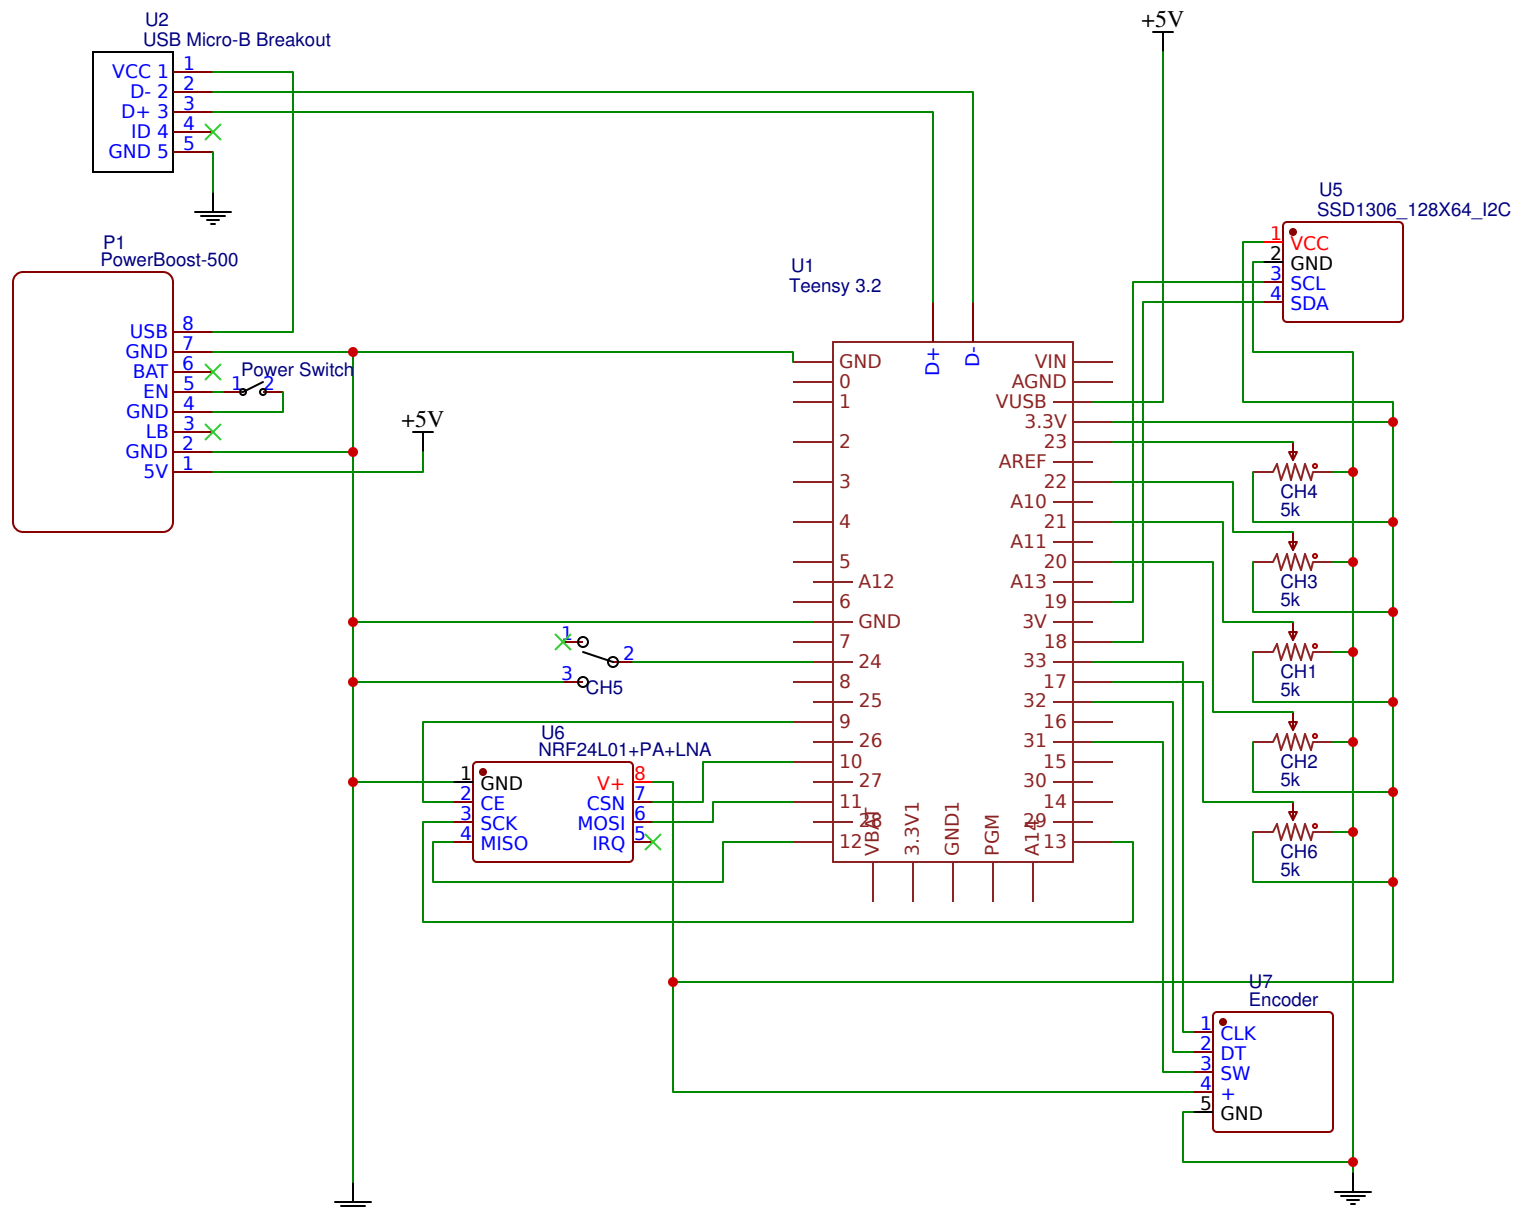 U2
USB Micro-B Breakout
VCC 1 1
D- 2 2
D+ 3 3
ID 4 4
GND 5 5
P1
PowerBoost-500
USB 8
GND 7
BAT 6
EN 5
GND 4
LB 3
GND 2
5V 1
Power Switch
1 2
+5V
+5V
U1
Teensy 3.2
D+
D-
GND
0
1
2
3
4
5
A12
6
GND
7
24
8
25
9
26
10
27
11
28
12
VIN
AGND
VUSB
3.3V
23
AREF
22
A10
21
A11
20
A13
19
3V
18
33
17
32
16
31
15
30
14
29
13
VBAT
3.3V1
GND1
PGM
A14
U5
SSD1306_128X64_I2C
1 VCC
2 GND
3 SCL
4 SDA
CH4
5k
CH3
5k
CH1
5k
CH2
5k
CH6
5k
1
2
3
CH5
U6
NRF24L01+PA+LNA
1 GND V+ 8
2 CE CSN 7
3 SCK MOSI 6
4 MISO IRQ 5
U7
Encoder
1 CLK
2 DT
3 SW
4 +
5 GND